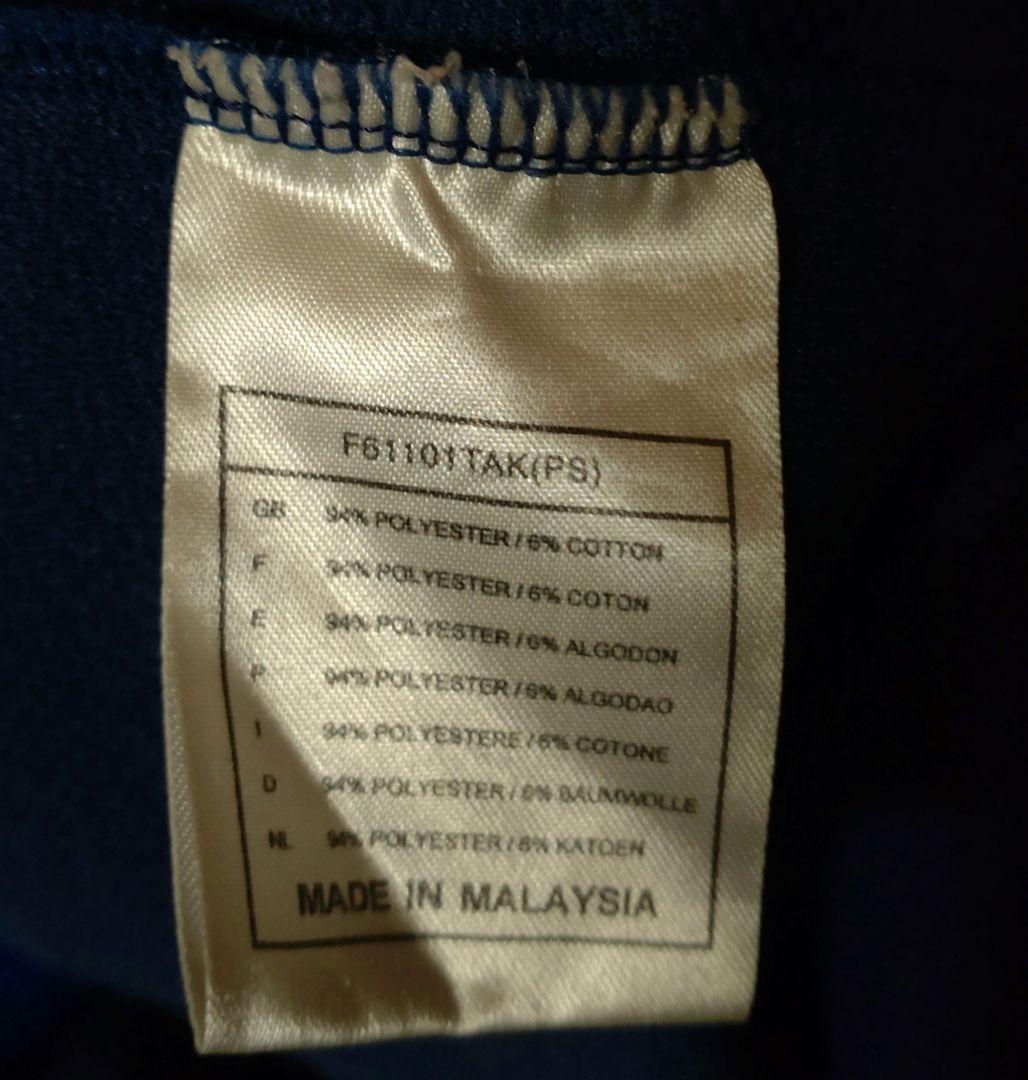 F61101TAK(PS)
GB 94% POLYESTER / 6% COTTON
F 94% POLYESTER / 6% COTON
E 94% POLYESTER / 6% ALGODON
P 94% POLYESTER / 6% ALGODAO
I 94% POLYESTERE / 6% COTONE
D 94% POLYESTER / 6% BAUMWOLLE
NL 94% POLYESTER / 6% KATOEN
MADE IN MALAYSIA